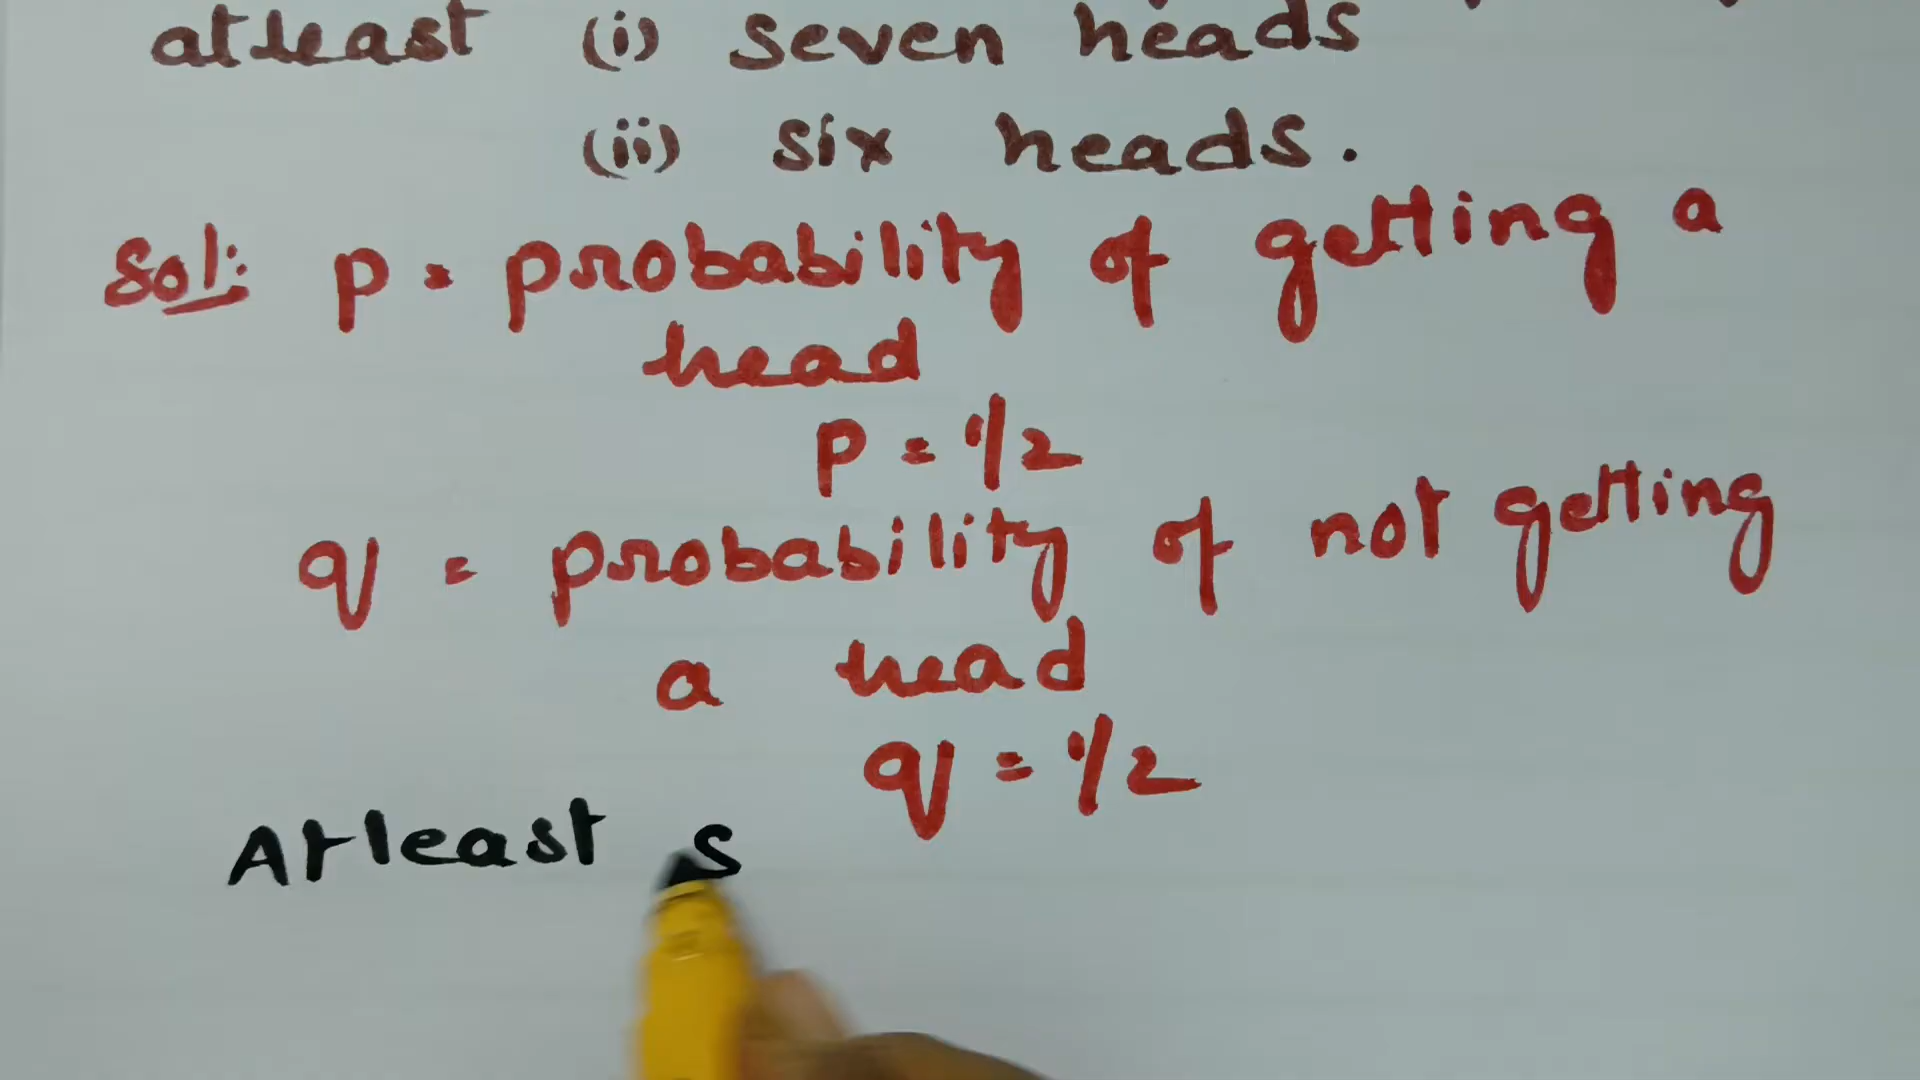 atleast (i) seven heads
(ii) six heads.
Sol: p = probability of getting a
head
p = 1/2
q = probability of not getting
a head
q = 1/2
Atleast s